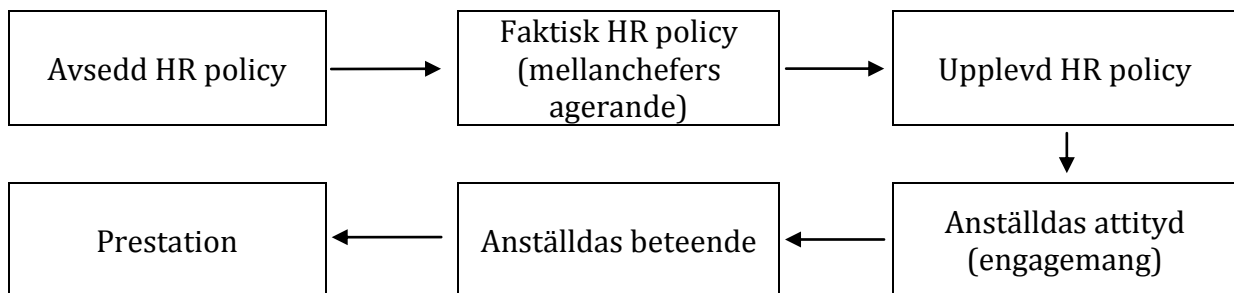 Avsedd HR policy
Faktisk HR policy
(mellanchefers
agerande)
Upplevd HR policy
Prestation
Anställdas beteende
Anställdas attityd
(engagemang)